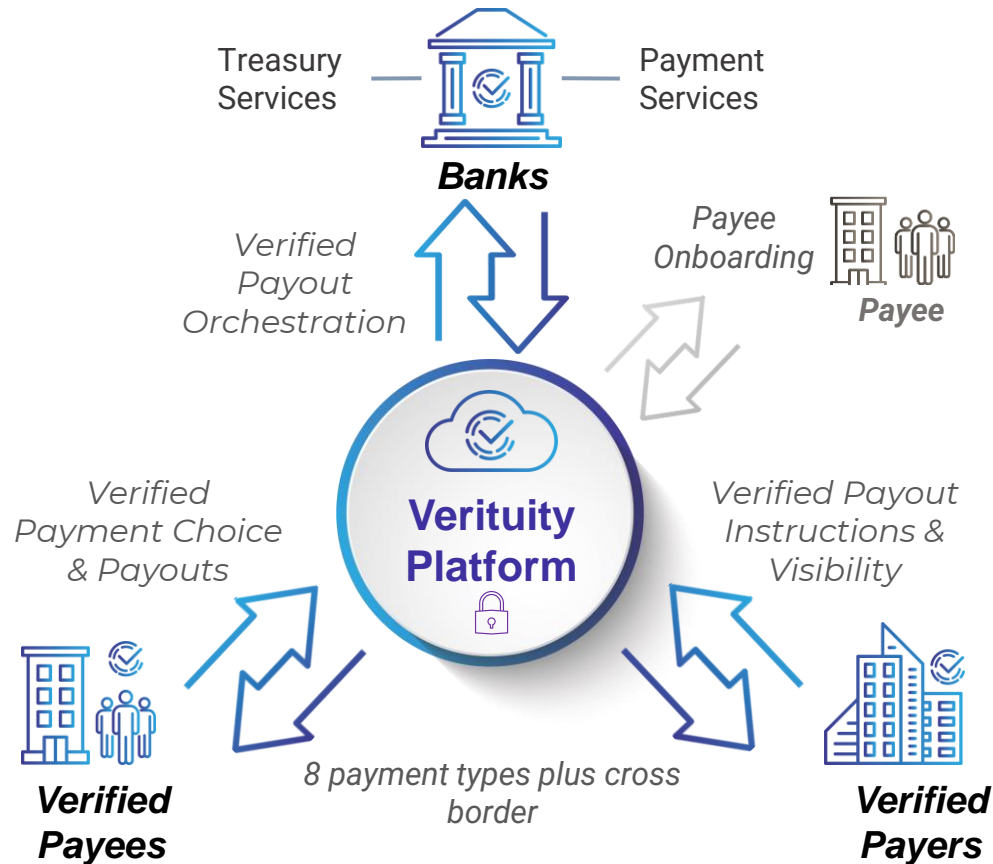 Treasury
Services
Payment
Services
Banks
Verified
Payout
Orchestration
Payee
Onboarding
Payee
Verituity
Platform
Verified
Payment Choice
& Payouts
Verified Payout
Instructions &
Visibility
8 payment types plus cross
border
Verified
Payees
Verified
Payers